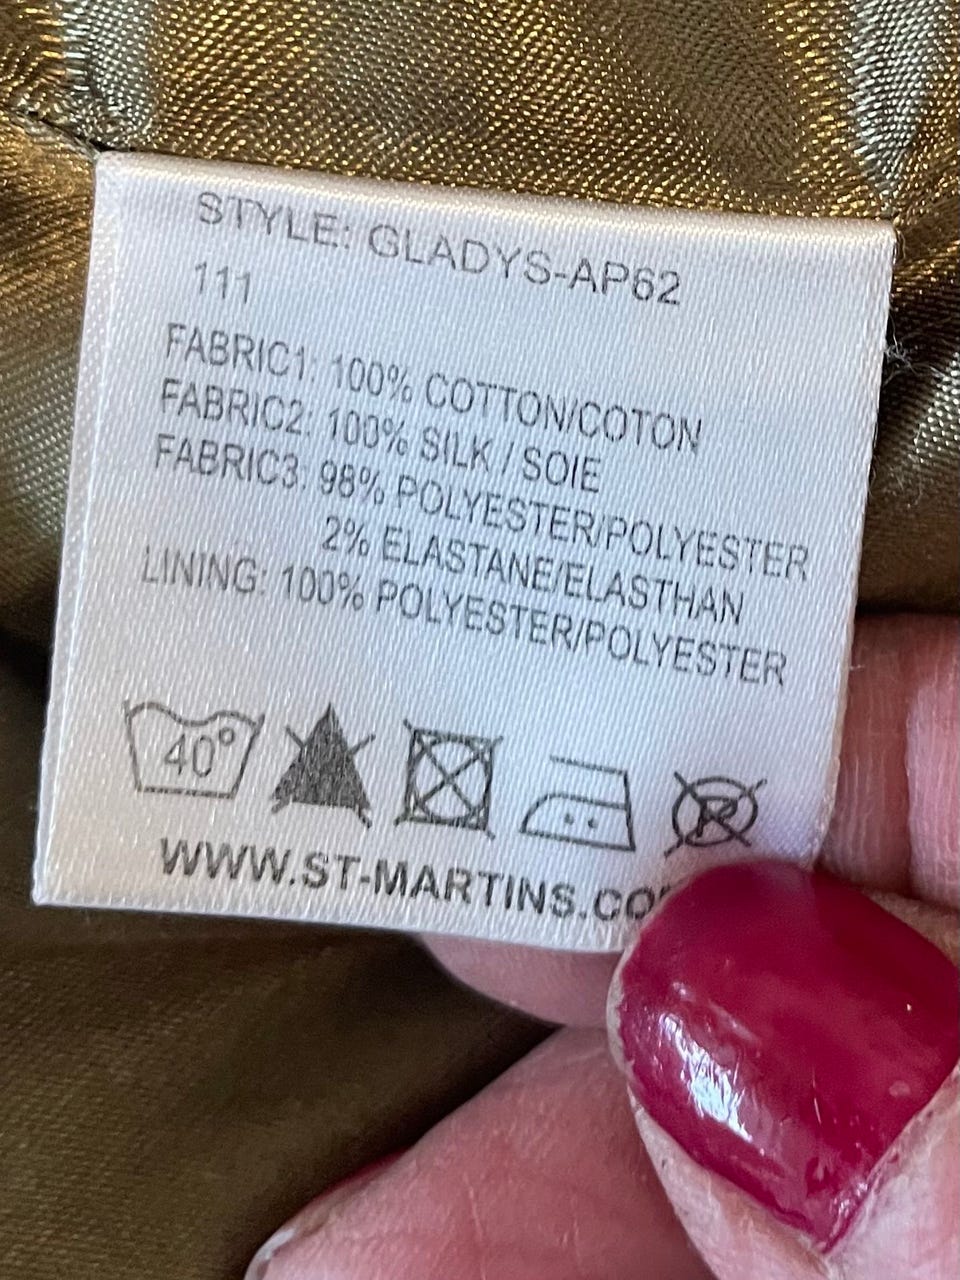 STYLE: GLADYS-AP62
111
FABRIC1: 100% COTTON/COTON
FABRIC2: 100% SILK / SOIE
FABRIC3: 98% POLYESTER/POLYESTER
2% ELASTANE/ELASTHAN
LINING: 100% POLYESTER/POLYESTER
40° P
WWW.ST-MARTINS.CO